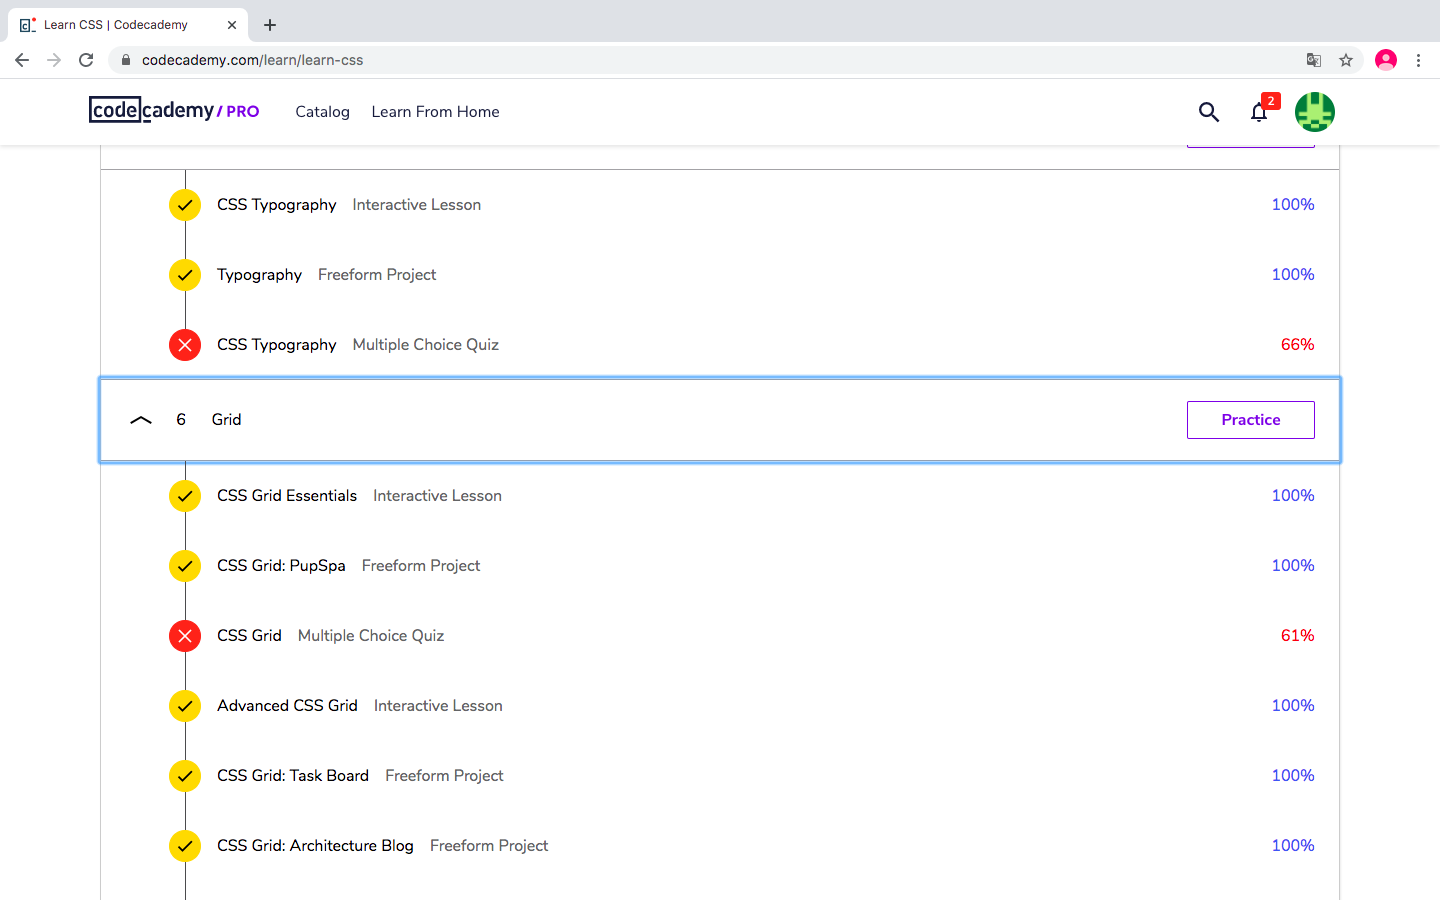 Learn CSS | Codecademy
codecademy.com/learn/learn-css
codecademy/PRO Catalog Learn From Home 2
CSS Typography Interactive Lesson 100%
Typography Freeform Project 100%
CSS Typography Multiple Choice Quiz 66%
6 Grid Practice
CSS Grid Essentials Interactive Lesson 100%
CSS Grid: PupSpa Freeform Project 100%
CSS Grid Multiple Choice Quiz 61%
Advanced CSS Grid Interactive Lesson 100%
CSS Grid: Task Board Freeform Project 100%
CSS Grid: Architecture Blog Freeform Project 100%